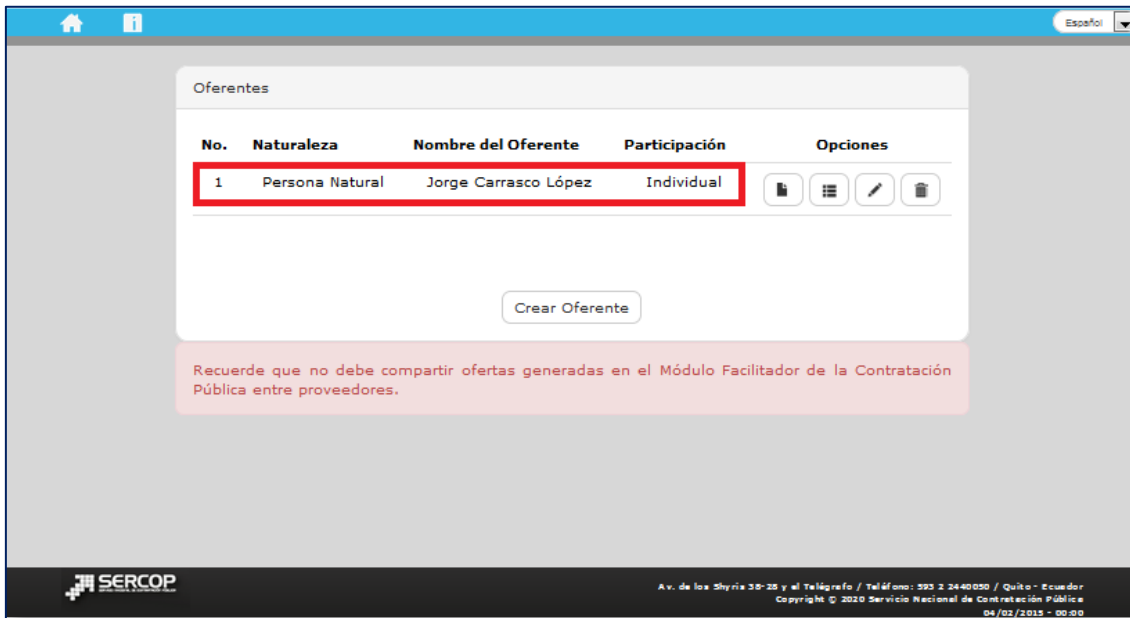 Español
Oferentes
No. Naturaleza Nombre del Oferente Participación Opciones
1 Persona Natural Jorge Carrasco López Individual
Crear Oferente
Recuerde que no debe compartir ofertas generadas en el Módulo Facilitador de la Contratación
Pública entre proveedores.
SERCOP
Av. de los Shyris 38-28 y el Telégrafo / Teléfono: 593 2 2440050 / Quito - Ecuador
Copyright © 2020 Servicio Nacional de Contratación Pública
04/02/2015 - 00:00